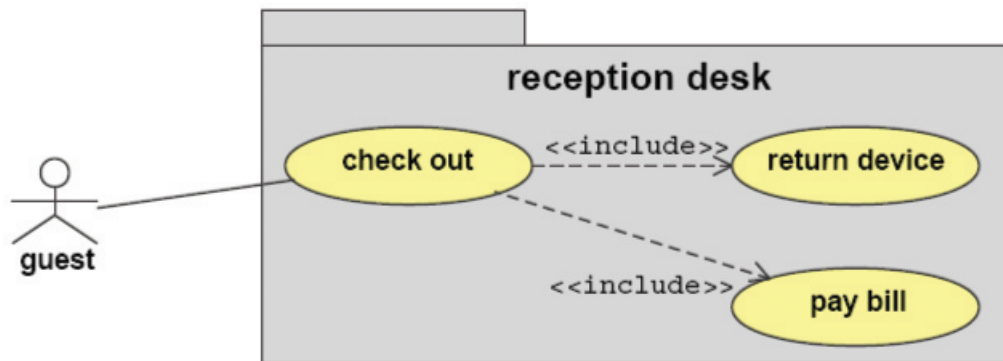 reception desk
check out
<<include>>
return device
guest
<<include>>
pay bill